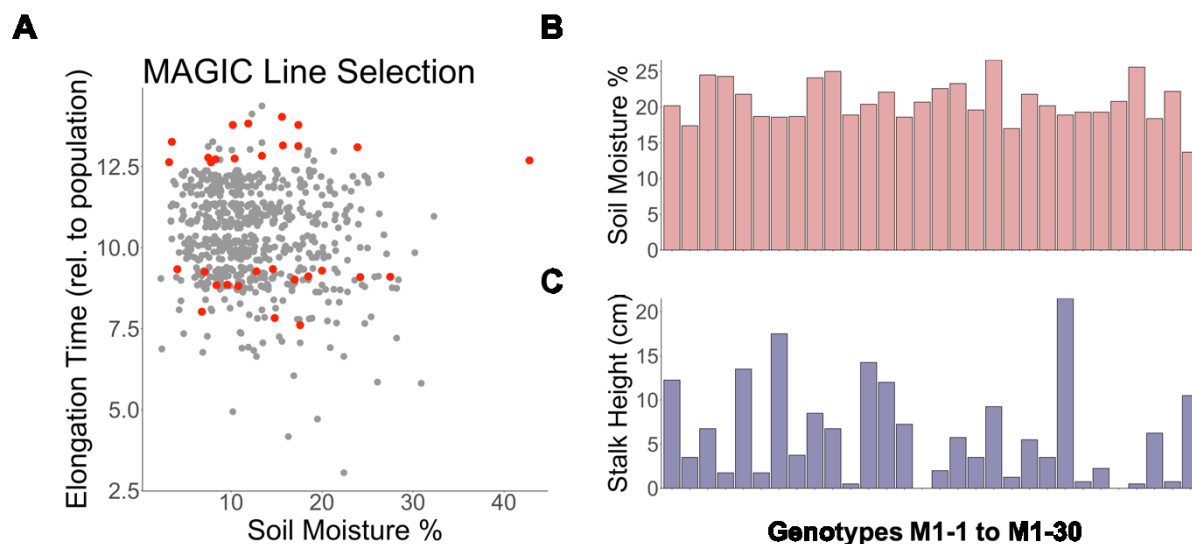 A
MAGIC Line Selection
Elongation Time (rel. to population)
12.5
10.0
7.5
5.0
2.5
10
20
30
40
Soil Moisture %
B
Soil Moisture %
25
20
15
10
5
0
C
Stalk Height (cm)
20
15
10
5
0
Genotypes M1-1 to M1-30